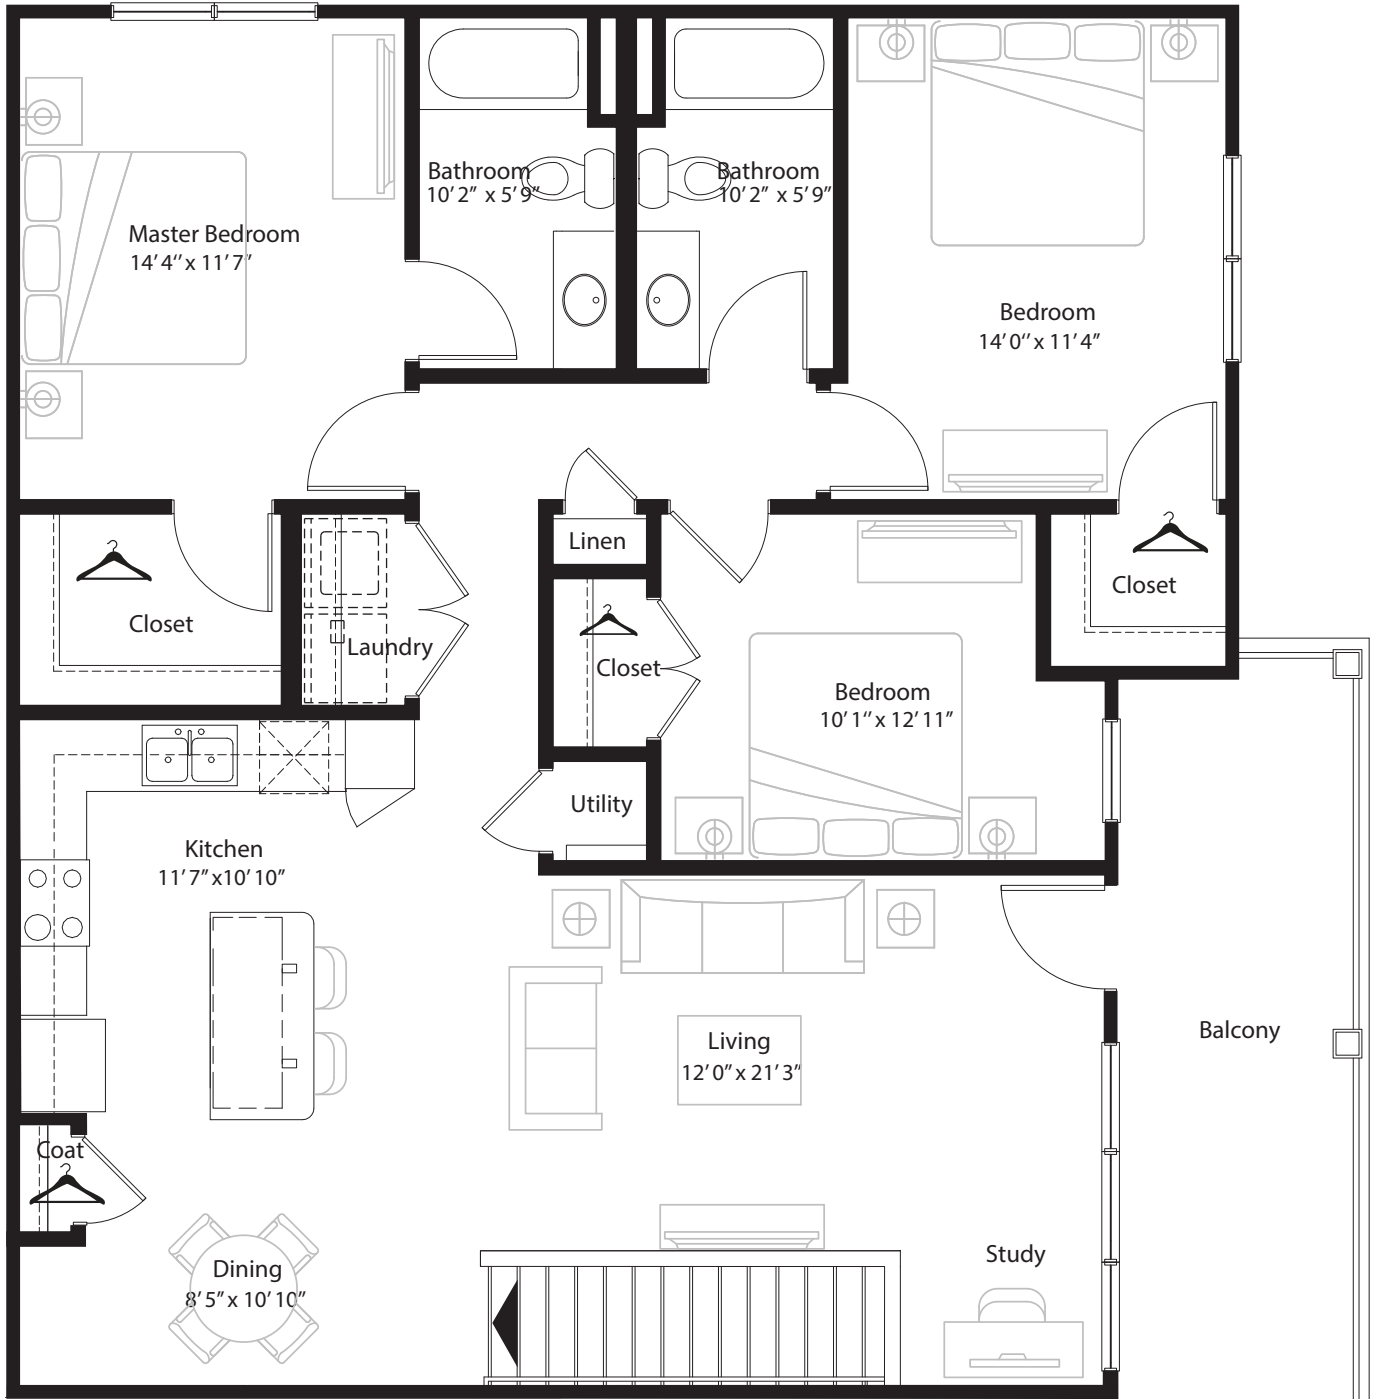 Bathroom
10' 2" x 5' 9"
Bathroom
10' 2" x 5' 9"
Master Bedroom
14' 4'' x 11' 7"
Bedroom
14' 0'' x 11' 4"
Linen
Closet
Closet
Laundry
Closet
Bedroom
10' 1'' x 12' 11"
Utility
Kitchen
11' 7" x10' 10"
Living
12' 0" x 21' 3"
Balcony
Coat
Study
Dining
8' 5" x 10' 10"